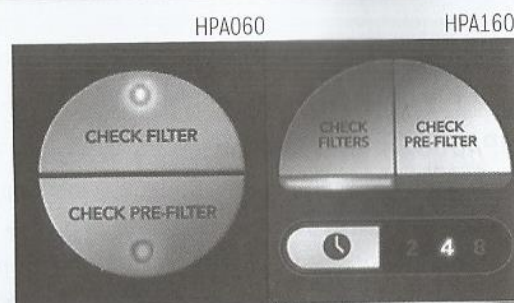 HPA060
HPA160
CHECK FILTER
CHECK PRE-FILTER
CHECK
FILTERS
CHECK
PRE-FILTER
2 4 8